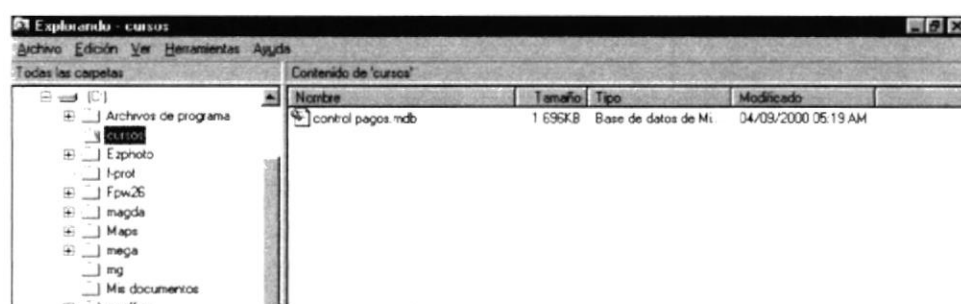 Explorando - cursos
Archivo Edición Ver Herramientas Ayuda
Todas las carpetas
Contenido de 'cursos'
[C:]
Archivos de programa
cursos
Ezphoto
f-prot
Fpw26
magda
Maps
mega
mg
Mis documentos
Nombre Tamaño Tipo Modificado
control pagos.mdb 1.696KB Base de datos de Mi.. 04/09/2000 05:19 AM